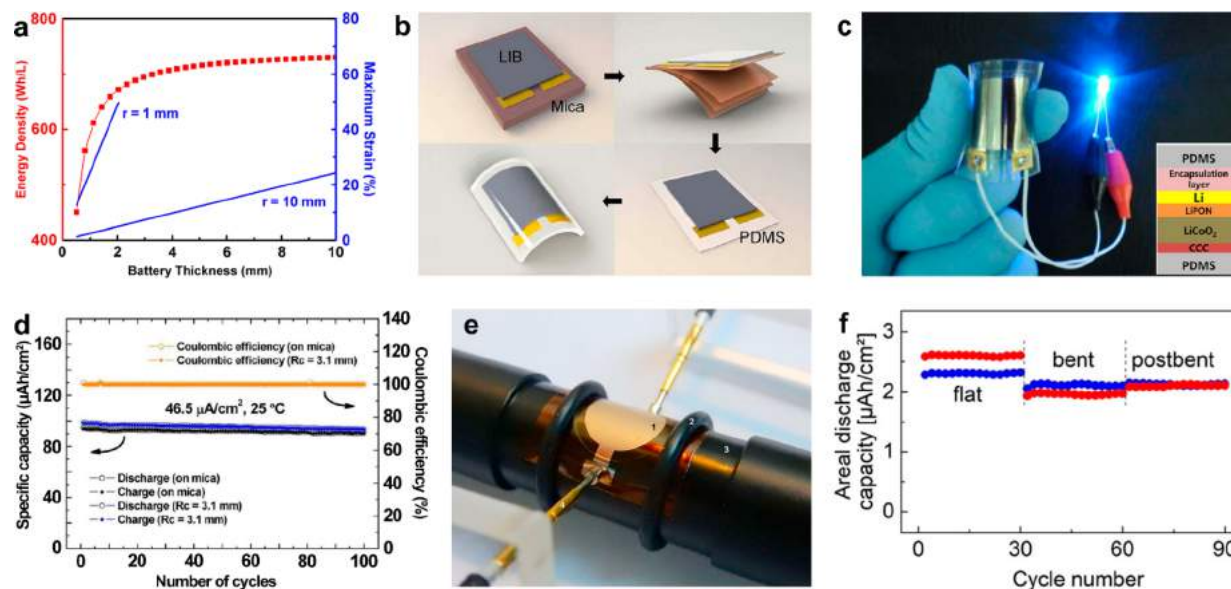 a
800
600
400
Energy Density (Wh/L)
80
70
60
50
40
30
20
10
0
Maximum Strain (%)
r = 1 mm
r = 10 mm
0
2
4
6
8
10
Battery Thickness (mm)
b
LIB
Mica
PDMS
c
PDMS
Encapsulation
layer
Li
LiPON
LiCoO₂
CCC
PDMS
d
160
120
80
40
0
Specific capacity (μAh/cm²)
140
120
100
80
60
40
20
0
Coulombic efficiency (%)
Coulombic efficiency (on mica)
Coulombic efficiency (Rc = 3.1 mm)
46.5 μA/cm², 25 °C
Discharge (on mica)
Charge (on mica)
Discharge (Rc = 3.1 mm)
Charge (Rc = 3.1 mm)
0
20
40
60
80
100
Number of cycles
e
1
2
3
f
3
2
1
0
Areal discharge
capacity [μAh/cm²]
flat
bent
postbent
0
30
60
90
Cycle number